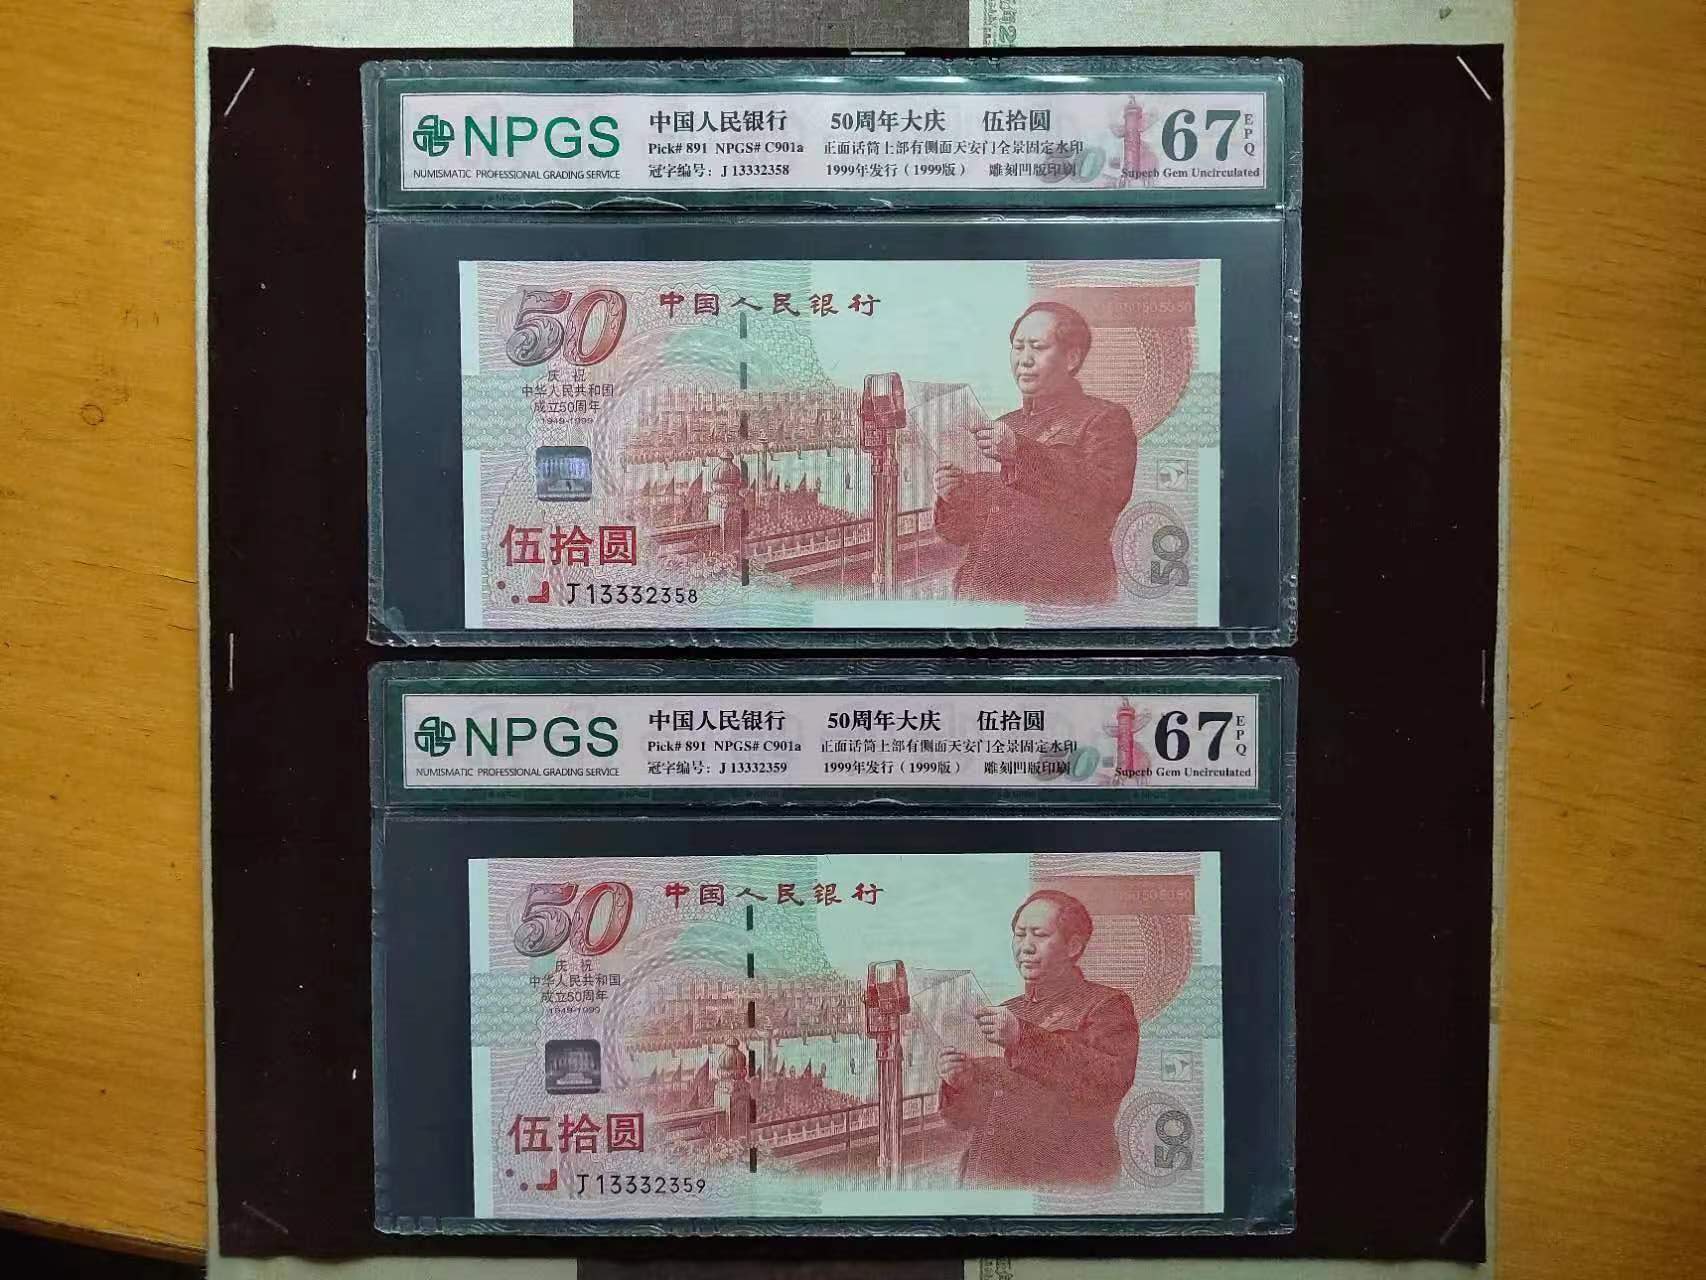 NPGS
NUMISMATIC PROFESSIONAL GRADING SERVICE
中国人民银行 50周年大庆 伍拾圆
Pick# 891 NPGS# C901a 正面话筒上部有侧面天安门全景固定水印
冠字编号: J 13332358 1999年发行（1999版） 雕刻凹版印刷
67
EPQ
Superb Gem Uncirculated
50
中国人民银行
庆祝
中华人民共和国
成立50周年
1949-1999
伍拾圆
J13332358
50
NPGS
NUMISMATIC PROFESSIONAL GRADING SERVICE
中国人民银行 50周年大庆 伍拾圆
Pick# 891 NPGS# C901a 正面话筒上部有侧面天安门全景固定水印
冠字编号: J 13332359 1999年发行（1999版） 雕刻凹版印刷
67
EPQ
Superb Gem Uncirculated
50
中国人民银行
庆祝
中华人民共和国
成立50周年
1949-1999
伍拾圆
J13332359
50